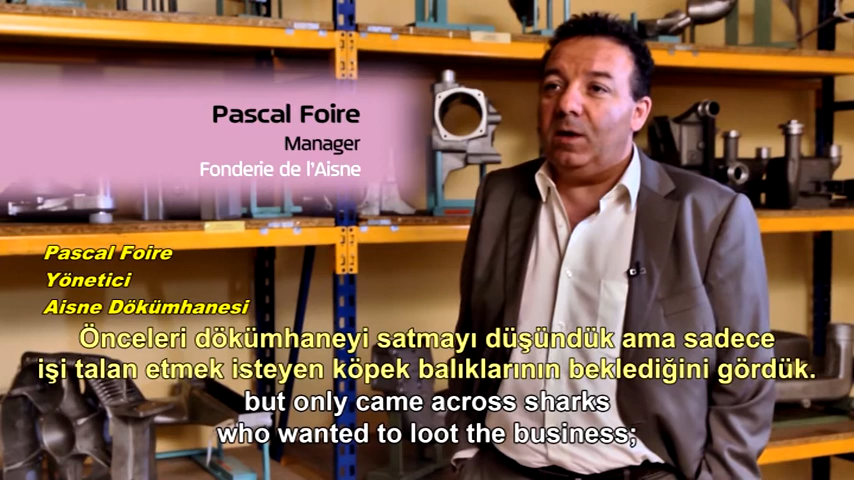 Pascal Foire
Manager
Fonderie de l'Aisne
Pascal Foire
Yönetici
Aisne Dökümhanesi
Önceleri dökümhaneyi satmayı düşündük ama sadece
işi talan etmek isteyen köpek balıklarının beklediğini gördük.
but only came across sharks
who wanted to loot the business;